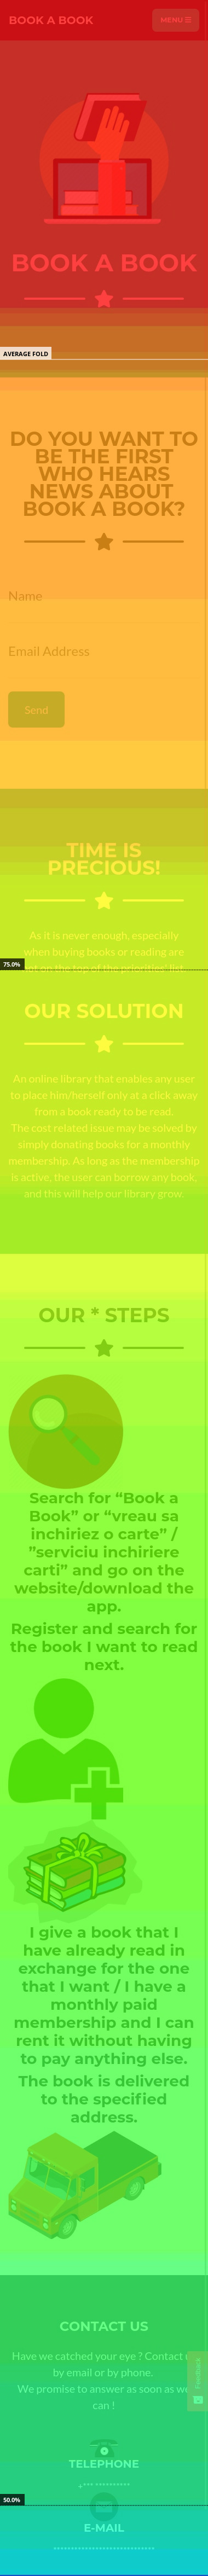 BOOK A BOOK
MENU
BOOK A BOOK
AVERAGE FOLD
DO YOU WANT TO
BE THE FIRST
WHO HEARS
NEWS ABOUT
BOOK A BOOK?
Name
Email Address
Send
TIME IS
PRECIOUS!
As it is never enough, especially
when buying books or reading are
not on the top of the priorities' list.
75.0%
OUR SOLUTION
An online library that enables any user
to place him/herself only at a click away
from a book ready to be read.
The cost related issue may be solved by
simply donating books for a monthly
membership. As long as the membership
is active, the user can borrow any book,
and this will help our library grow.
OUR * STEPS
Search for “Book a
Book” or “vreau sa
inchiriez o carte” /
”serviciu inchiriere
carti” and go on the
website/download the
app.
Register and search for
the book I want to read
next.
I give a book that I
have already read in
exchange for the one
that I want / I have a
monthly paid
membership and I can
rent it without having
to pay anything else.
The book is delivered
to the specified
address.
CONTACT US
Have we catched your eye ? Contact
by email or by phone.
Feedback
We promise to answer as soon as we
can !
TELEPHONE
+*** **********
50.0%
E-MAIL